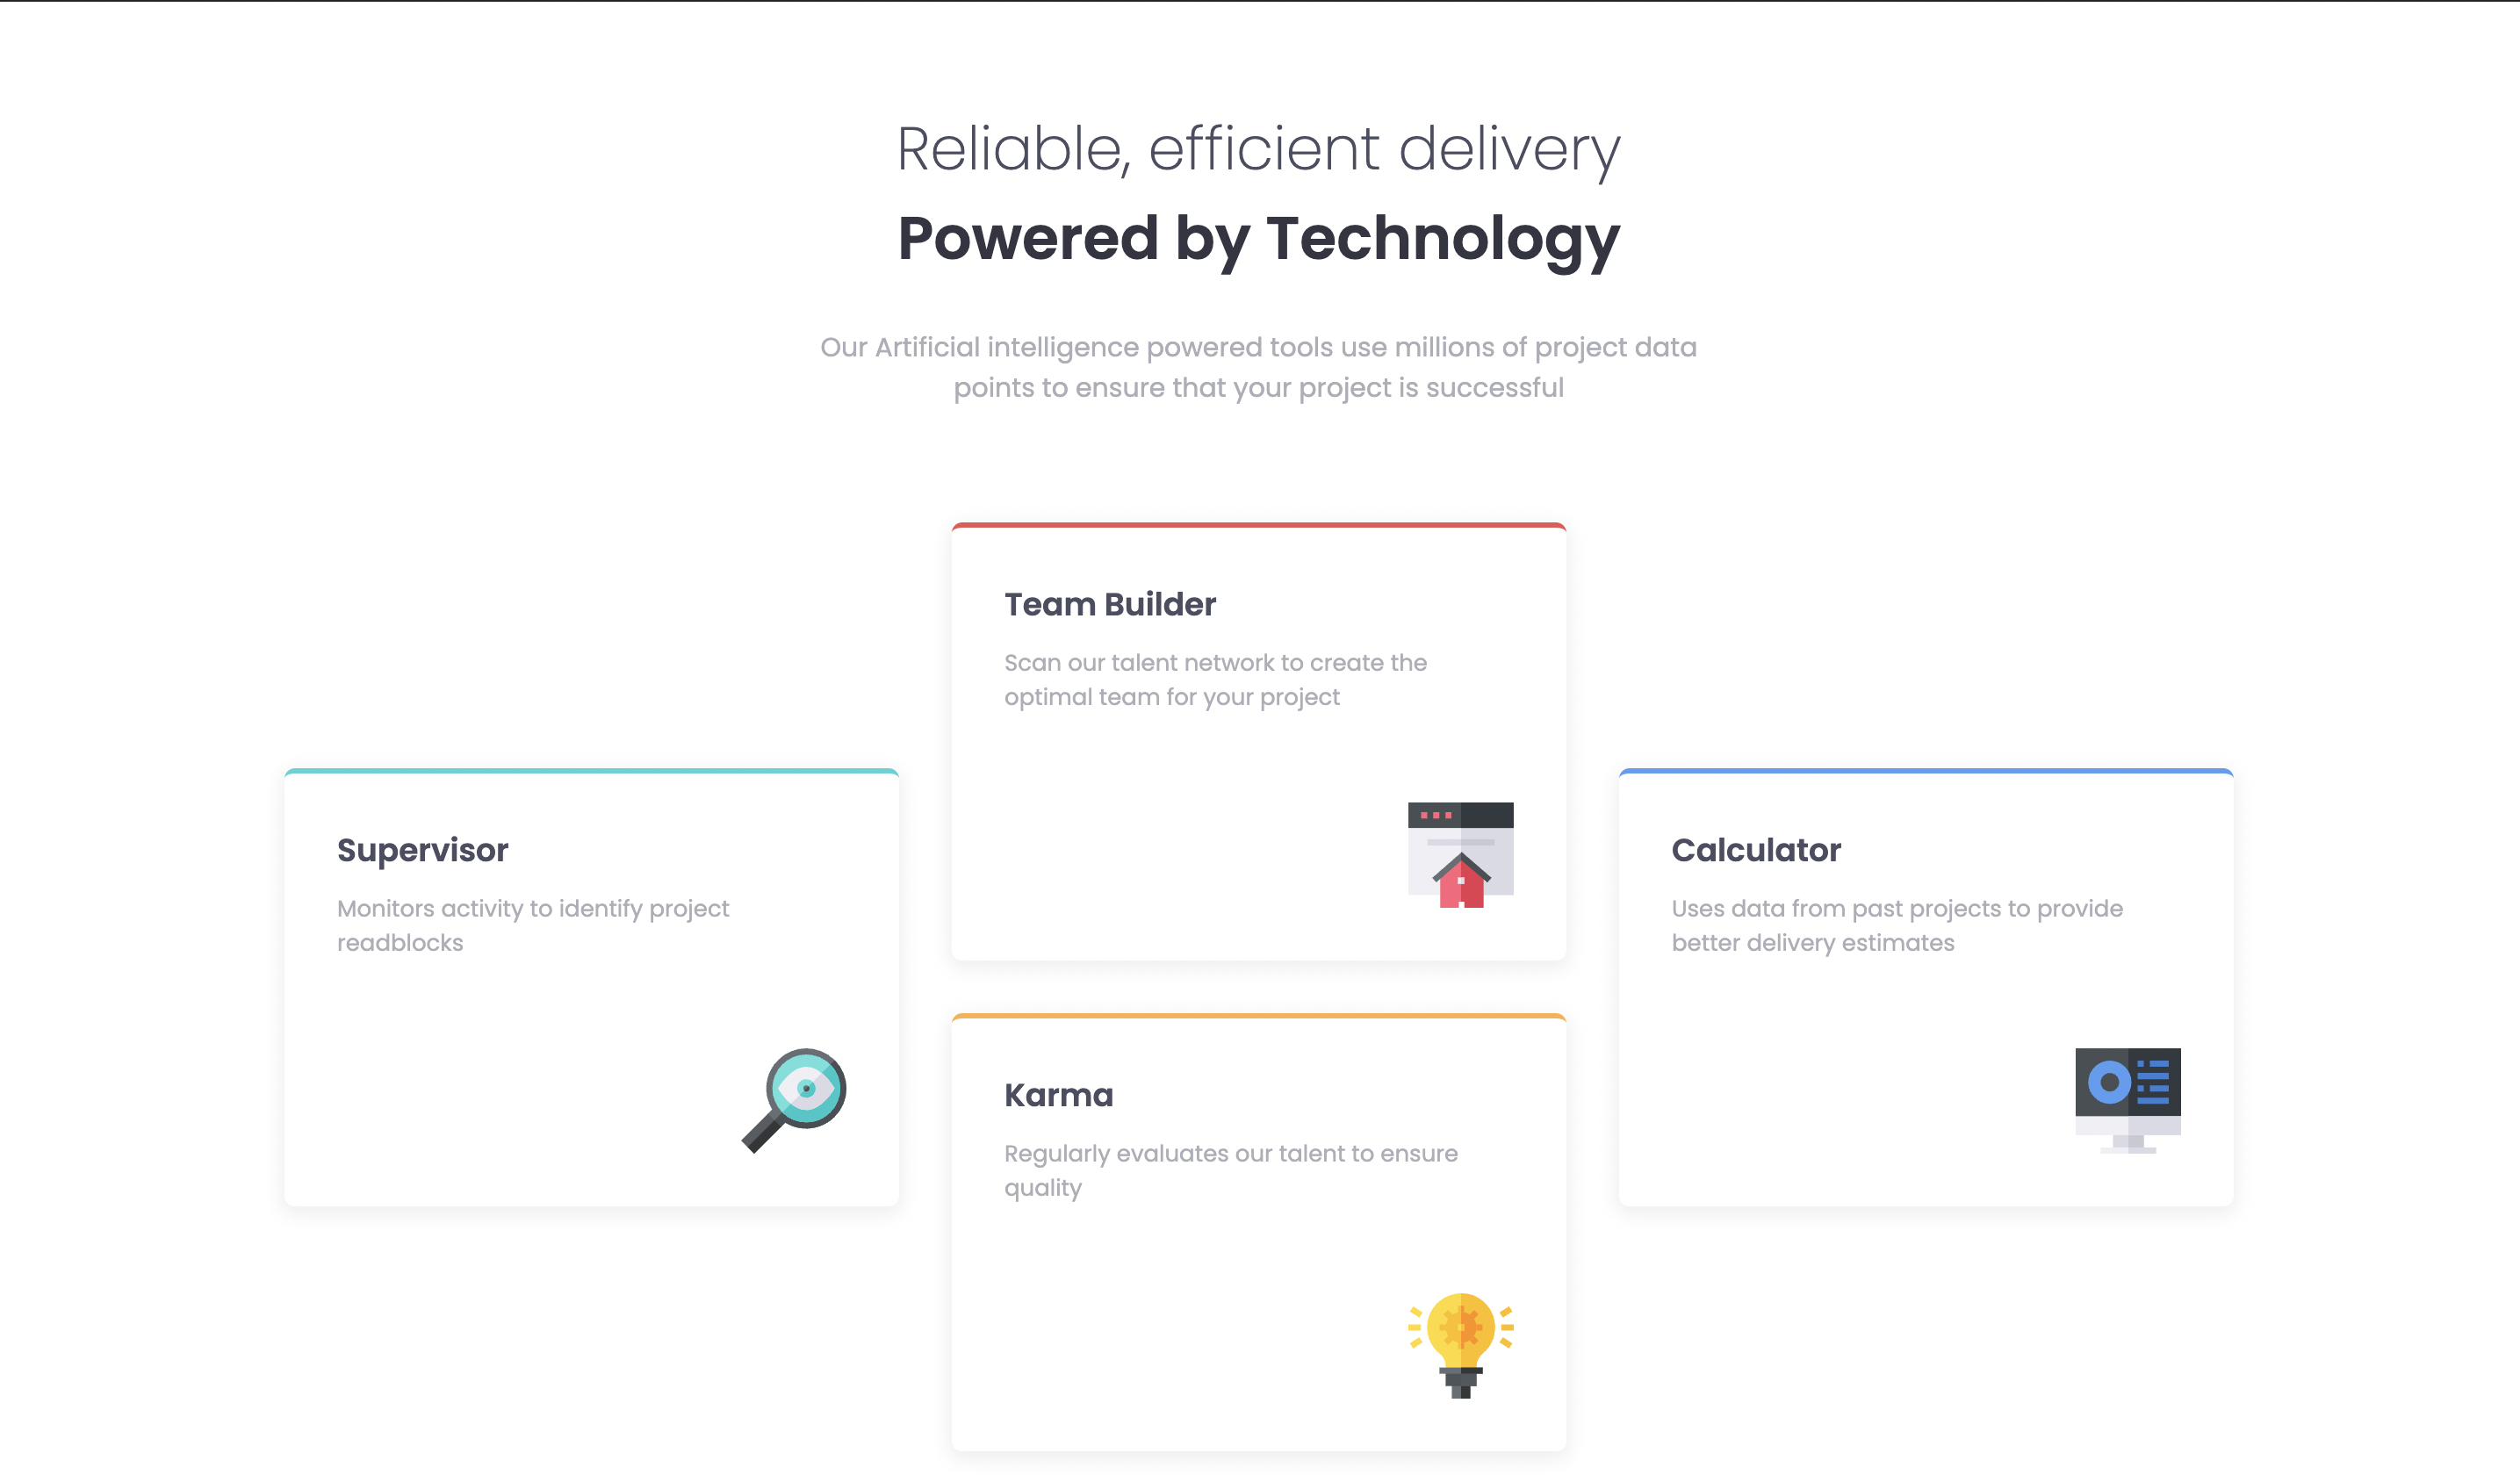 Reliable, efficient delivery
Powered by Technology
Our Artificial intelligence powered tools use millions of project data
points to ensure that your project is successful
Team Builder
Scan our talent network to create the
optimal team for your project
Supervisor
Monitors activity to identify project
readblocks
Calculator
Uses data from past projects to provide
better delivery estimates
Karma
Regularly evaluates our talent to ensure
quality